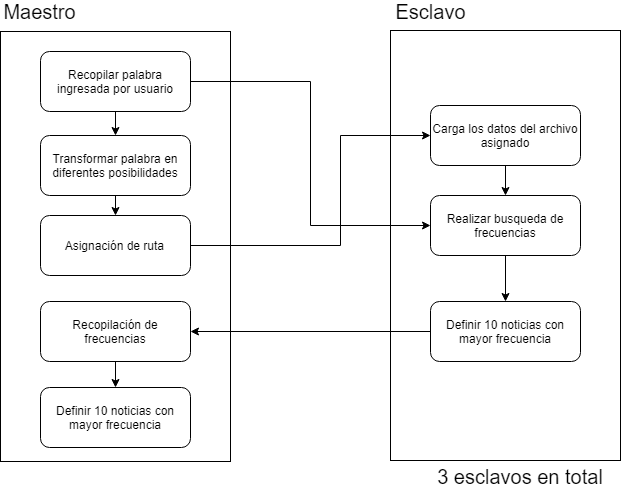 Maestro
Recopilar palabra
ingresada por usuario
Transformar palabra en
diferentes posibilidades
Asignación de ruta
Recopilación de
frecuencias
Definir 10 noticias con
mayor frecuencia
Esclavo
Carga los datos del archivo
asignado
Realizar busqueda de
frecuencias
Definir 10 noticias con
mayor frecuencia
3 esclavos en total